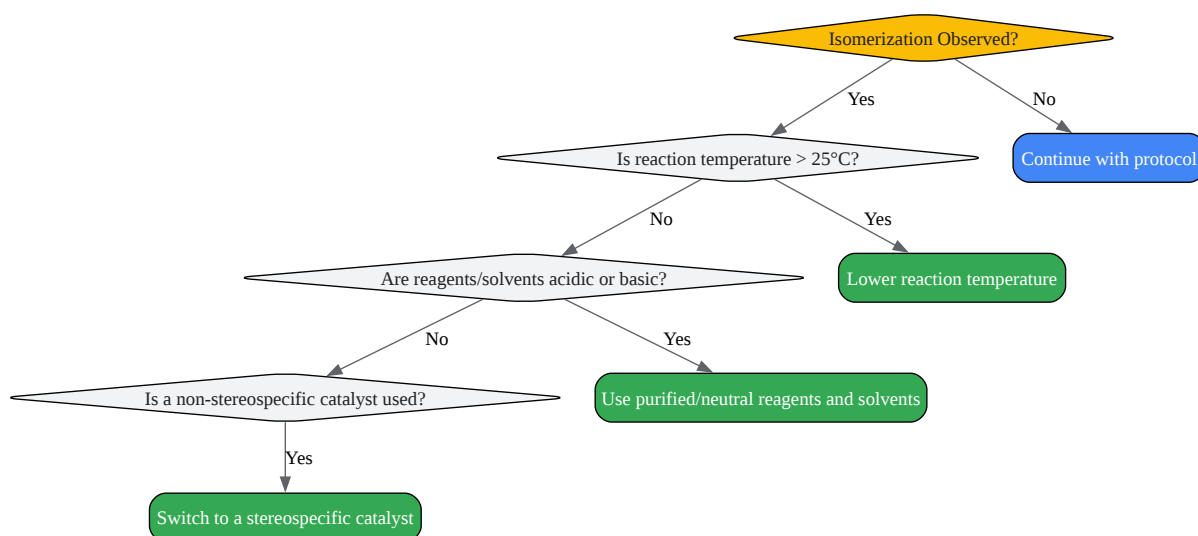 Isomerization Observed?
Yes
No
Is reaction temperature > 25°C?
Continue with protocol
No
Yes
Are reagents/solvents acidic or basic?
Lower reaction temperature
No
Yes
Is a non-stereospecific catalyst used?
Use purified/neutral reagents and solvents
Yes
Switch to a stereospecific catalyst